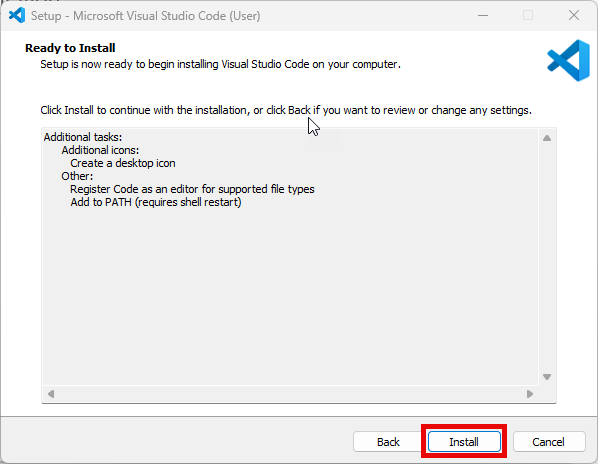 Setup - Microsoft Visual Studio Code (User)
Ready to Install
Setup is now ready to begin installing Visual Studio Code on your computer.
Click Install to continue with the installation, or click Back if you want to review or change any settings.
Additional tasks:
Additional icons:
Create a desktop icon
Other:
Register Code as an editor for supported file types
Add to PATH (requires shell restart)
Back
Install
Cancel